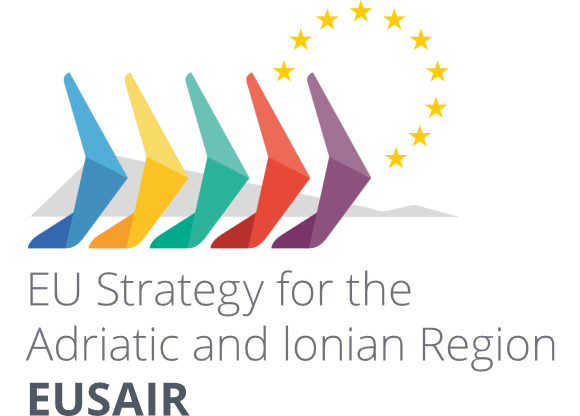 EU Strategy for the
Adriatic and Ionian Region
EUSAIR